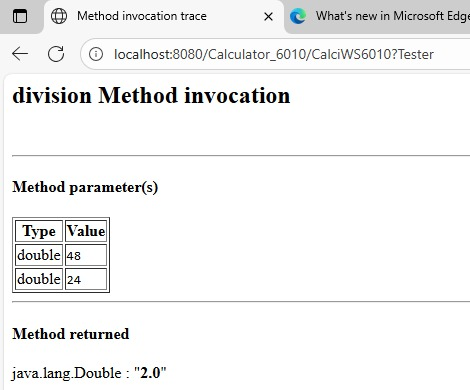 Method invocation trace
What's new in Microsoft Edge
localhost:8080/Calculator_6010/CalciWS6010?Tester
division Method invocation
Method parameter(s)
Type Value
double 48
double 24
Method returned
java.lang.Double : "2.0"